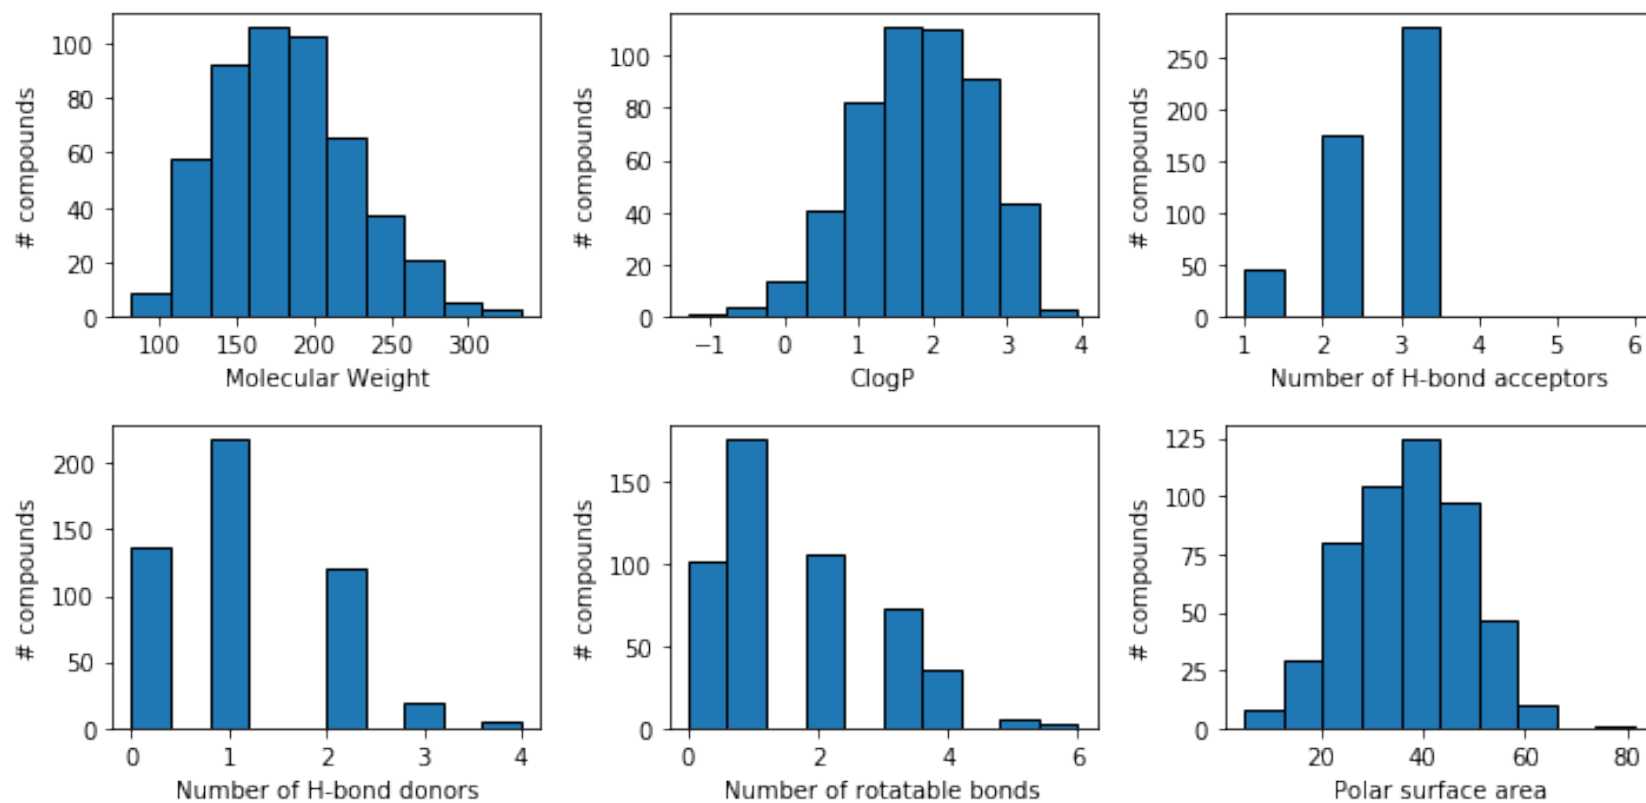 # compounds
100
80
60
40
20
0
100 150 200 250 300
Molecular Weight
# compounds
100
80
60
40
20
0
−1 0 1 2 3 4
ClogP
# compounds
250
200
150
100
50
0
1 2 3 4 5 6
Number of H-bond acceptors
# compounds
200
150
100
50
0
0 1 2 3 4
Number of H-bond donors
# compounds
150
100
50
0
0 2 4 6
Number of rotatable bonds
# compounds
125
100
75
50
25
0
20 40 60 80
Polar surface area